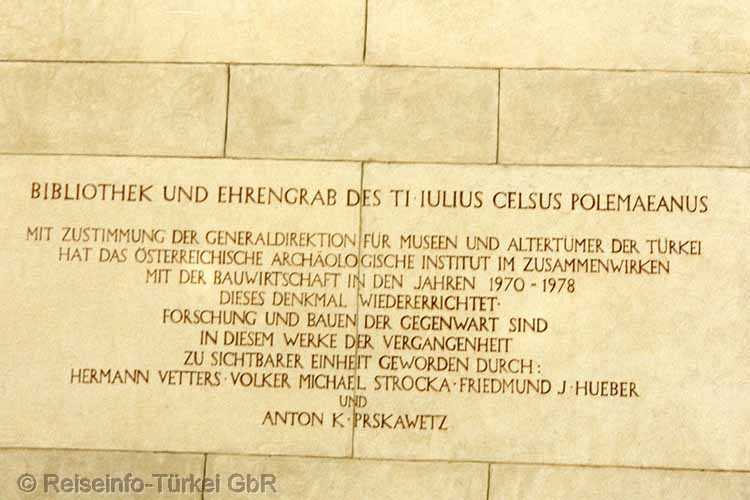 BIBLIOTHEK UND EHRENGRAB DES TI·IULIUS CELSUS POLEMAEANUS
MIT ZUSTIMMUNG DER GENERALDIREKTION FÜR MUSEEN UND ALTERTÜMER DER TÜRKEI
HAT DAS ÖSTERREICHISCHE ARCHÄOLOGISCHE INSTITUT IM ZUSAMMENWIRKEN
MIT DER BAUWIRTSCHAFT IN DEN JAHREN 1970-1978
DIESES DENKMAL WIEDERERRICHTET·
FORSCHUNG UND BAUEN DER GEGENWART SIND
IN DIESEM WERKE DER VERGANGENHEIT
ZU SICHTBARER EINHEIT GEWORDEN DURCH:
HERMANN VETTERS·VOLKER MICHAEL STROCKA·FRIEDMUND J·HUEBER
UND
ANTON K·PRSKAWETZ
© Reiseinfo-Türkei GbR